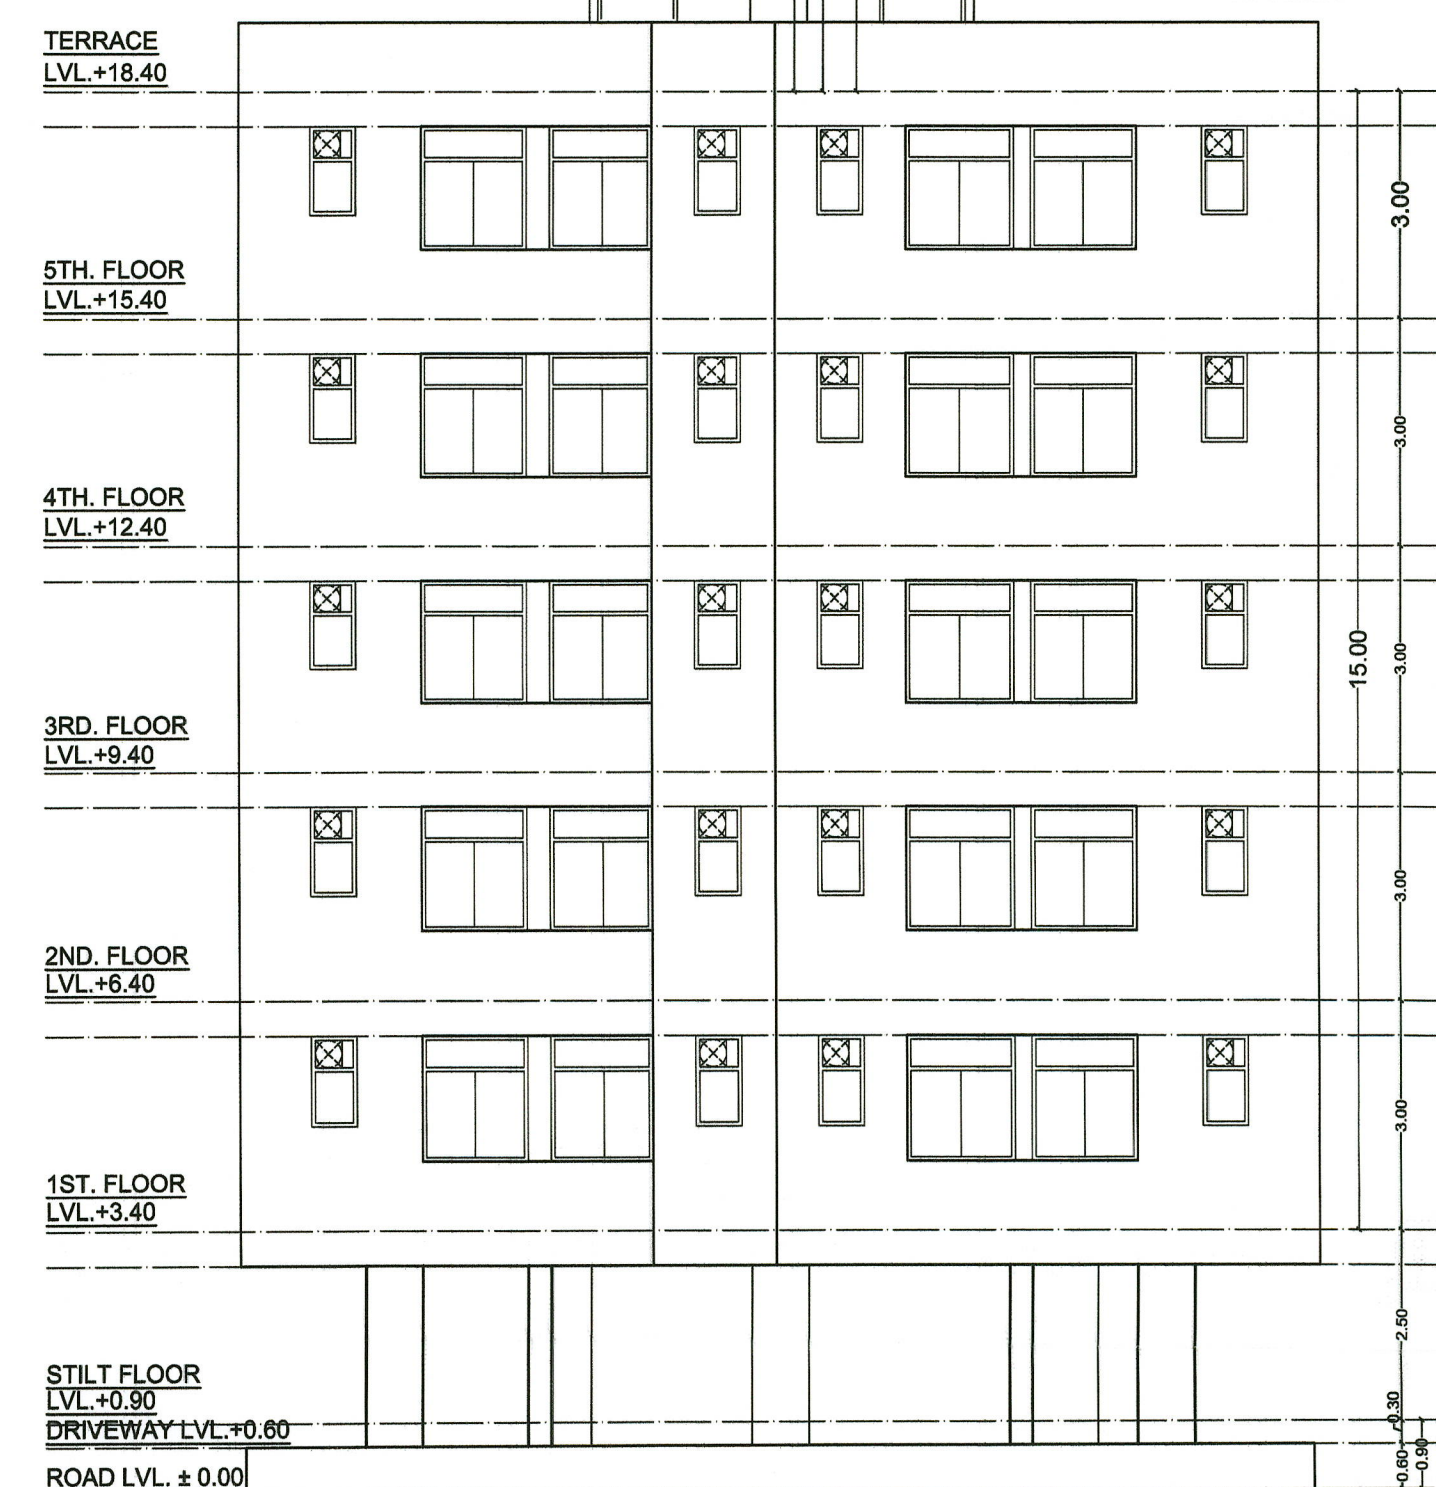 TERRACE
LVL.+18.40
3.00
5TH. FLOOR
LVL.+15.40
3.00
4TH. FLOOR
LVL.+12.40
15.00
3.00
3RD. FLOOR
LVL.+9.40
3.00
2ND. FLOOR
LVL.+6.40
3.00
1ST. FLOOR
LVL.+3.40
2.50
STILT FLOOR
LVL.+0.90
0.30
DRIVEWAY LVL.+0.60
0.60
0.90
ROAD LVL. ± 0.00